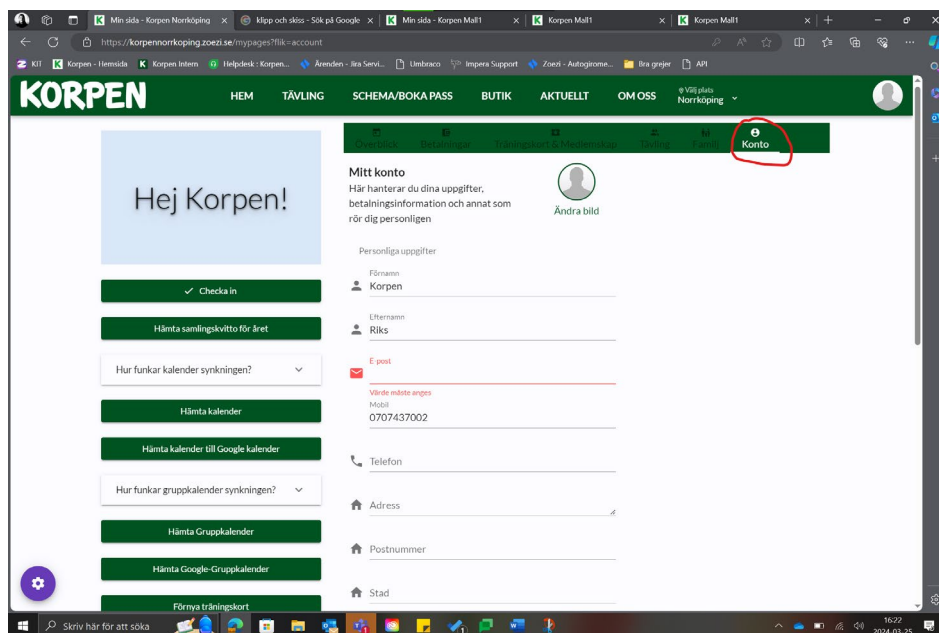 Min sida - Korpen Norrköping
klipp och skiss - Sök på Google
Min sida - Korpen Mall1
Korpen Mall1
Korpen Mall1
https://korpennorrkoping.zoezi.se/mypages?flik=account
KIT
Korpen - Hemsida
Korpen Intern
Helpdesk : Korpen...
Ärenden - Jira Servi...
Umbraco
Impera Support
Zoezi - Autogirome...
Bra grejer
API
KORPEN
HEM
TÄVLING
SCHEMA/BOKA PASS
BUTIK
AKTUELLT
OM OSS
Välj plats
Norrköping
Överblick
Betalningar
Träningskort & Medlemskap
Tävling
Familj
Konto
Hej Korpen!
Checka in
Hämta samlingskvitto för året
Hur funkar kalender synkningen?
Hämta kalender
Hämta kalender till Google kalender
Hur funkar gruppkalender synkningen?
Hämta Gruppkalender
Hämta Google-Gruppkalender
Förnya träningskort
Mitt konto
Här hanterar du dina uppgifter,
betalningsinformation och annat som
rör dig personligen
Ändra bild
Personliga uppgifter
Förnamn
Korpen
Efternamn
Riks
E-post
Värde måste anges
Mobil
0707437002
Telefon
Adress
Postnummer
Stad
Skriv här för att söka
16:22
2024-03-25